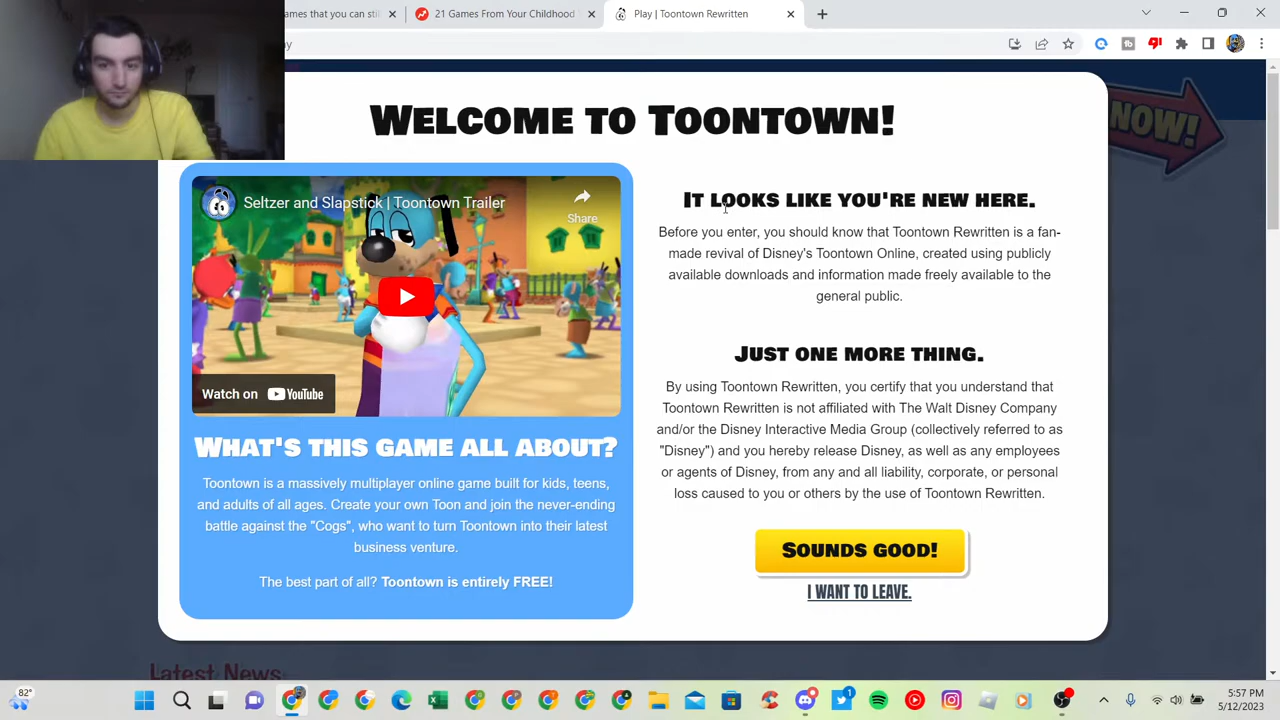 ames that you can still
21 Games From Your Childhood
Play | Toontown Rewritten
ay
NOW!
WELCOME TO TOONTOWN!
Seltzer and Slapstick | Toontown Trailer
Share
Watch on YouTube
WHAT'S THIS GAME ALL ABOUT?
Toontown is a massively multiplayer online game built for kids, teens,
and adults of all ages. Create your own Toon and join the never-ending
battle against the "Cogs", who want to turn Toontown into their latest
business venture.
The best part of all? Toontown is entirely FREE!
IT LOOKS LIKE YOU'RE NEW HERE.
Before you enter, you should know that Toontown Rewritten is a fan-
made revival of Disney's Toontown Online, created using publicly
available downloads and information made freely available to the
general public.
JUST ONE MORE THING.
By using Toontown Rewritten, you certify that you understand that
Toontown Rewritten is not affiliated with The Walt Disney Company
and/or the Disney Interactive Media Group (collectively referred to as
"Disney") and you hereby release Disney, as well as any employees
or agents of Disney, from any and all liability, corporate, or personal
loss caused to you or others by the use of Toontown Rewritten.
SOUNDS GOOD!
I WANT TO LEAVE.
Latest News
82°
1
5:57 PM
5/12/2023